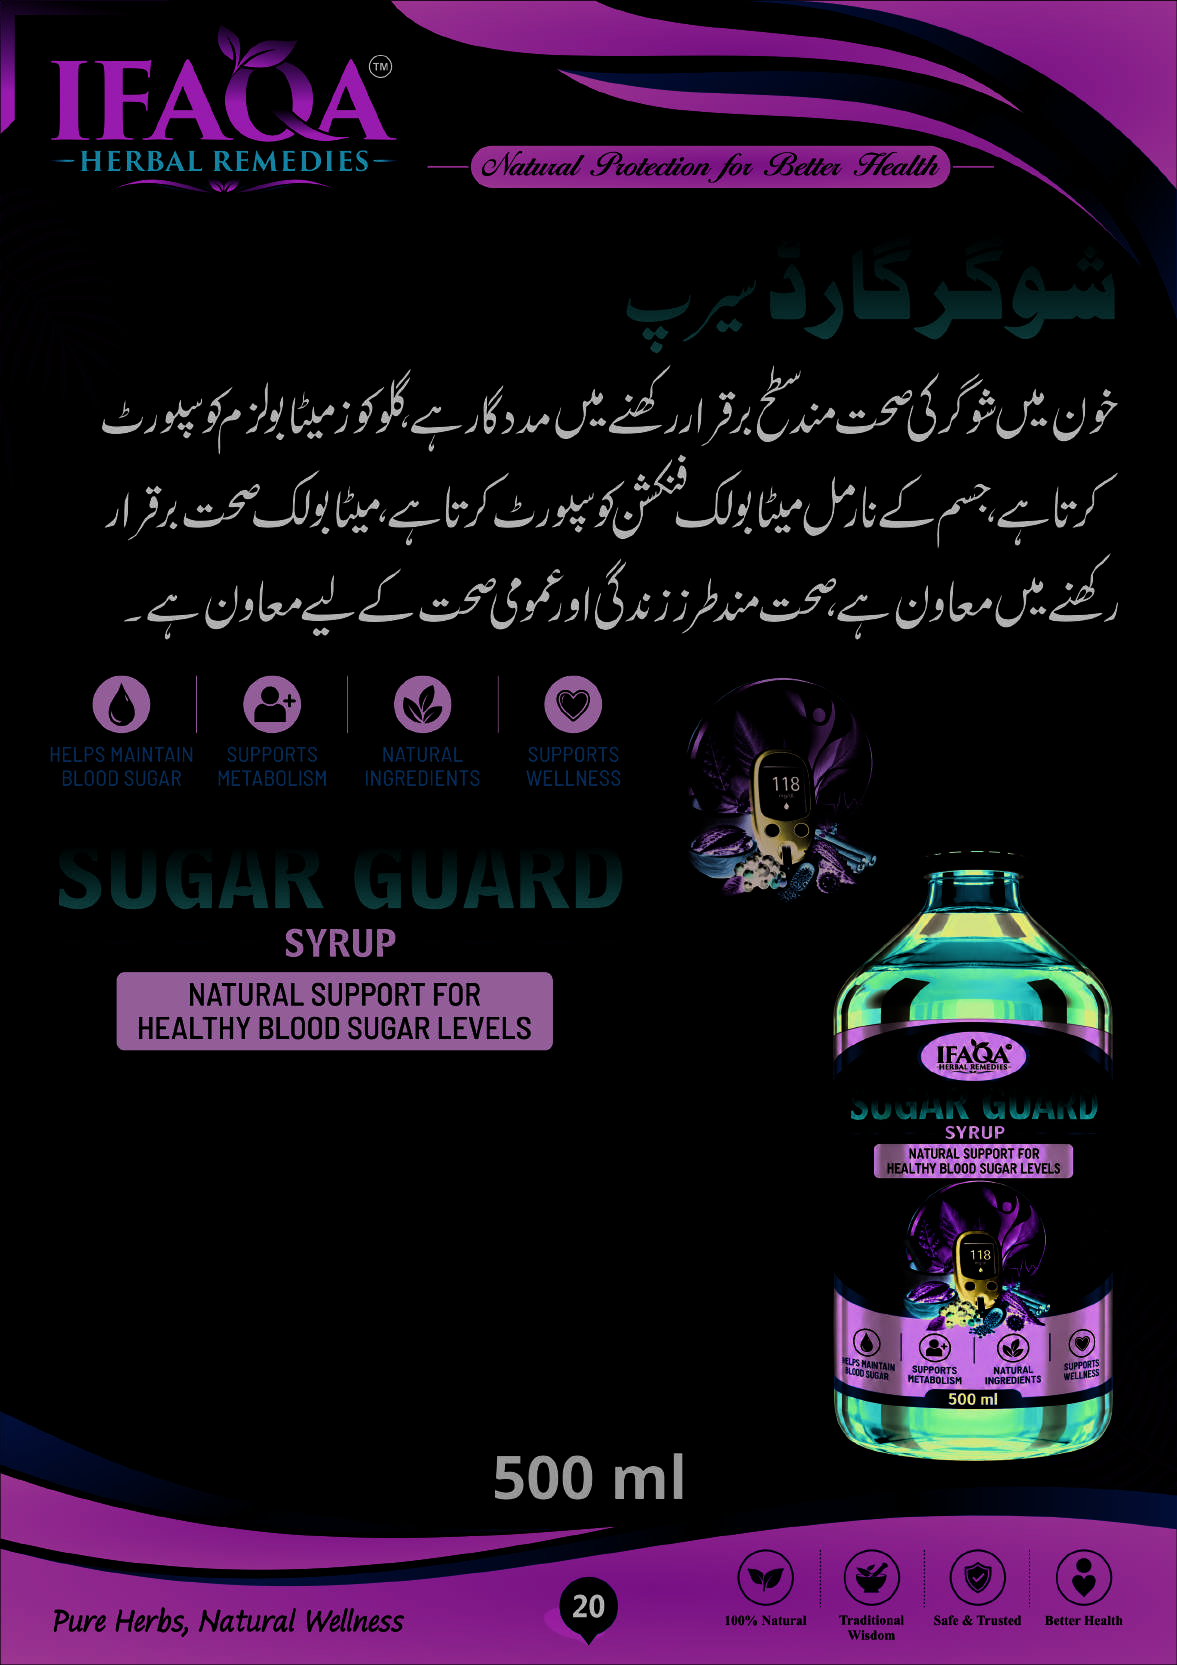 IFAQA TM
HERBAL REMEDIES
Natural Protection for Better Health
شوگر گارڈ سیرپ
خون میں شوگر کی صحت مند سطح برقرار رکھنے میں مددگار ہے، گلوکوز میٹابولزم کو سپورٹ
کرتا ہے، جسم کے نارمل میٹابولک فنکشن کو سپورٹ کرتا ہے، میٹابولک صحت برقرار
رکھنے میں معاون ہے، صحت مند طرز زندگی اور عمومی صحت کے لیے معاون ہے۔
HELPS MAINTAIN
BLOOD SUGAR
SUPPORTS
METABOLISM
NATURAL
INGREDIENTS
SUPPORTS
WELLNESS
118
SUGAR GUARD
SYRUP
NATURAL SUPPORT FOR
HEALTHY BLOOD SUGAR LEVELS
IFAQA
HERBAL REMEDIES
SUGAR GUARD
SYRUP
NATURAL SUPPORT FOR
HEALTHY BLOOD SUGAR LEVELS
118
HELPS MAINTAIN
BLOOD SUGAR
SUPPORTS
METABOLISM
NATURAL
INGREDIENTS
SUPPORTS
WELLNESS
500 ml
500 ml
Pure Herbs, Natural Wellness
20
100% Natural
Traditional
Wisdom
Safe & Trusted
Better Health